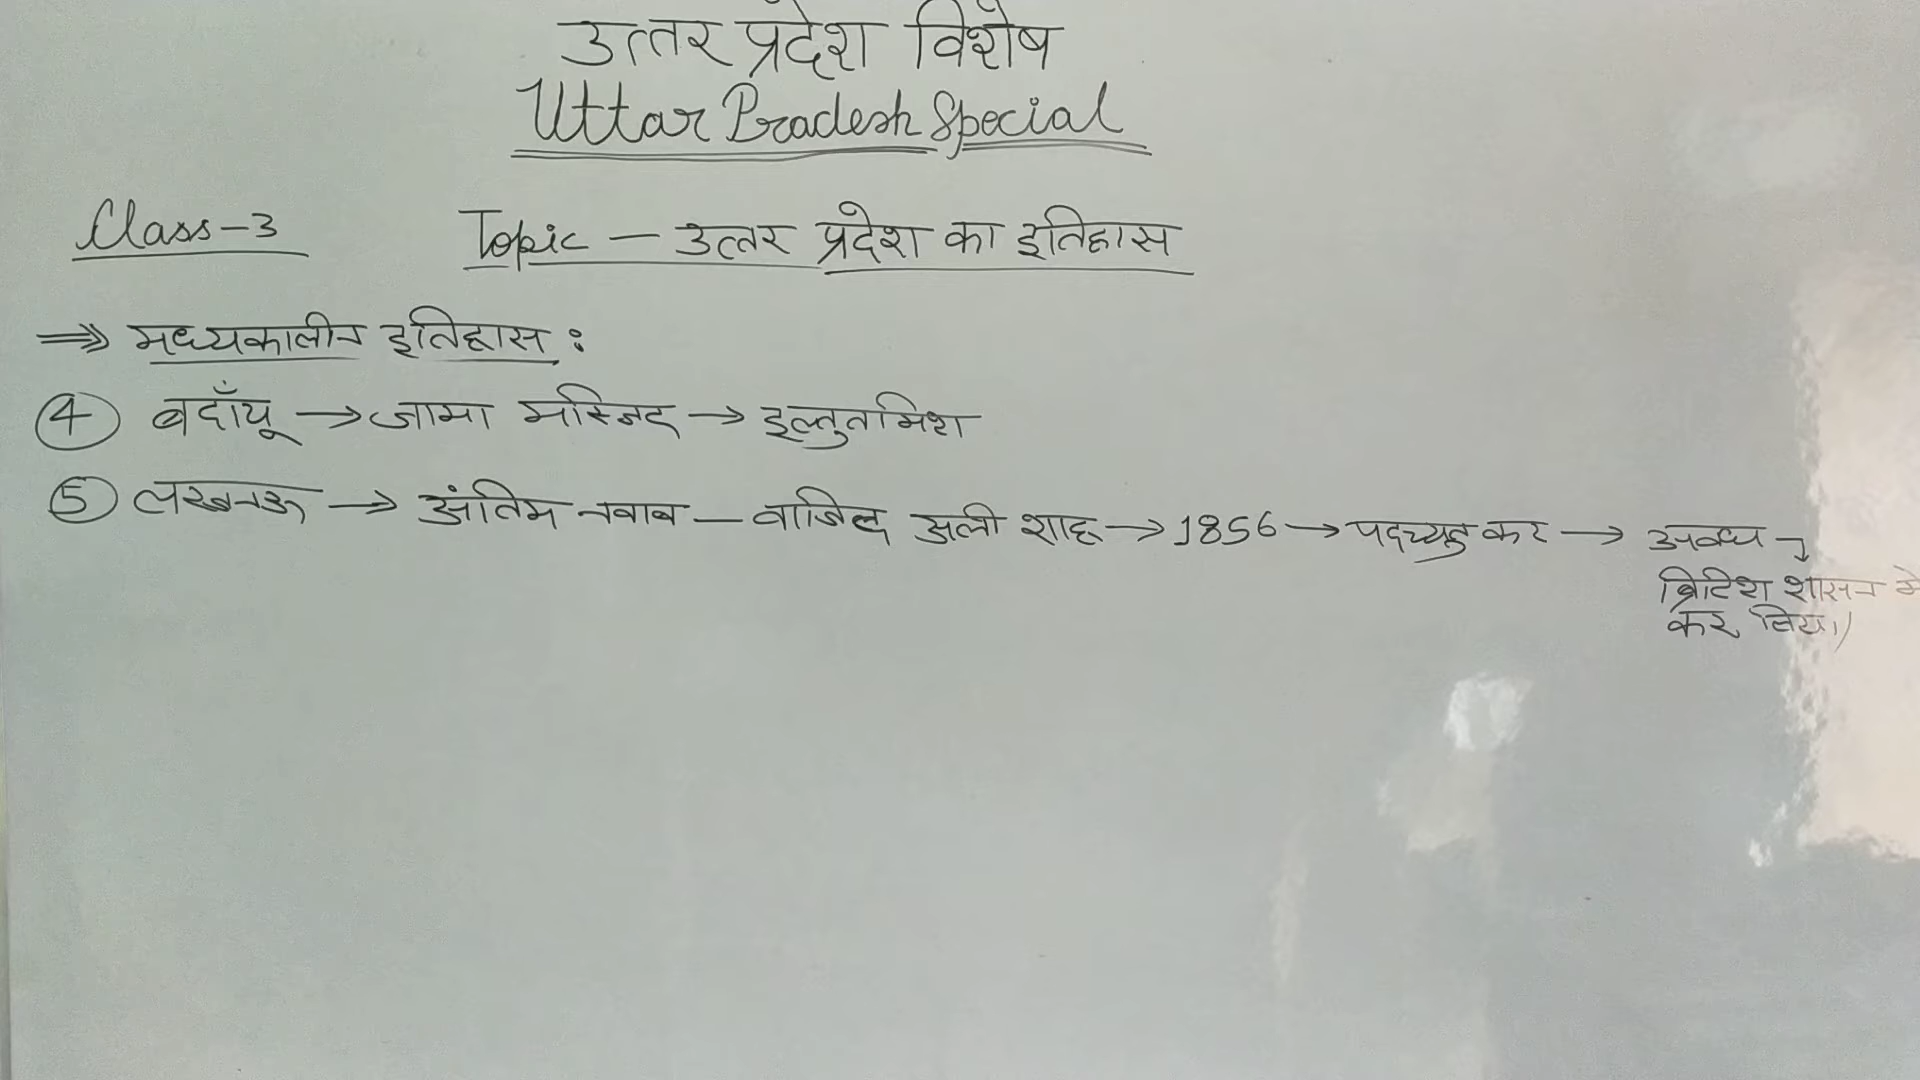 उत्तर प्रदेश विशेष
Uttar Pradesh Special
Class-3 Topic - उत्तर प्रदेश का इतिहास
⇒ मध्यकालीन इतिहास :
④ बदाँयू → जामा मस्जिद → इल्तुतमिश
⑤ लखनऊ → अंतिम नवाब - वाजिद अली शाह → 1856 → कर → अवध ↴
ब्रिटिश शासन मे
कर लिया।